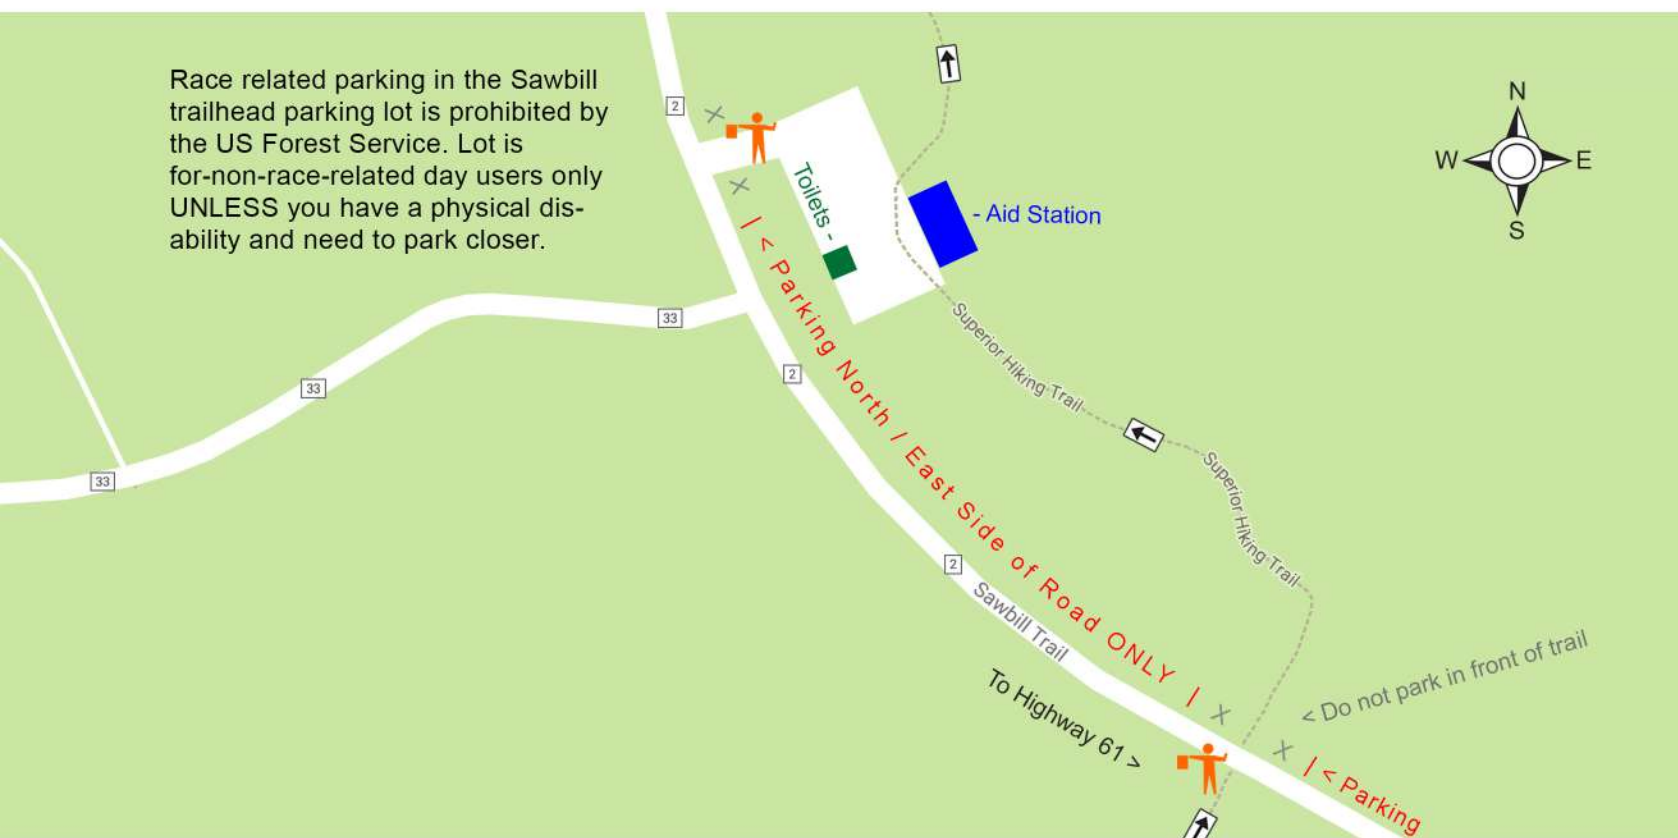 Race related parking in the Sawbill
trailhead parking lot is prohibited by
the US Forest Service. Lot is
for-non-race-related day users only
UNLESS you have a physical dis-
ability and need to park closer.
N
W E
S
2
Toilets -
- Aid Station
| < Parking North / East Side of Road ONLY |
33
33
33
2
Superior Hiking Trail
Superior Hiking Trail
2
Sawbill Trail
To Highway 61 >
< Do not park in front of trail
| < Parking
X
X
X
X